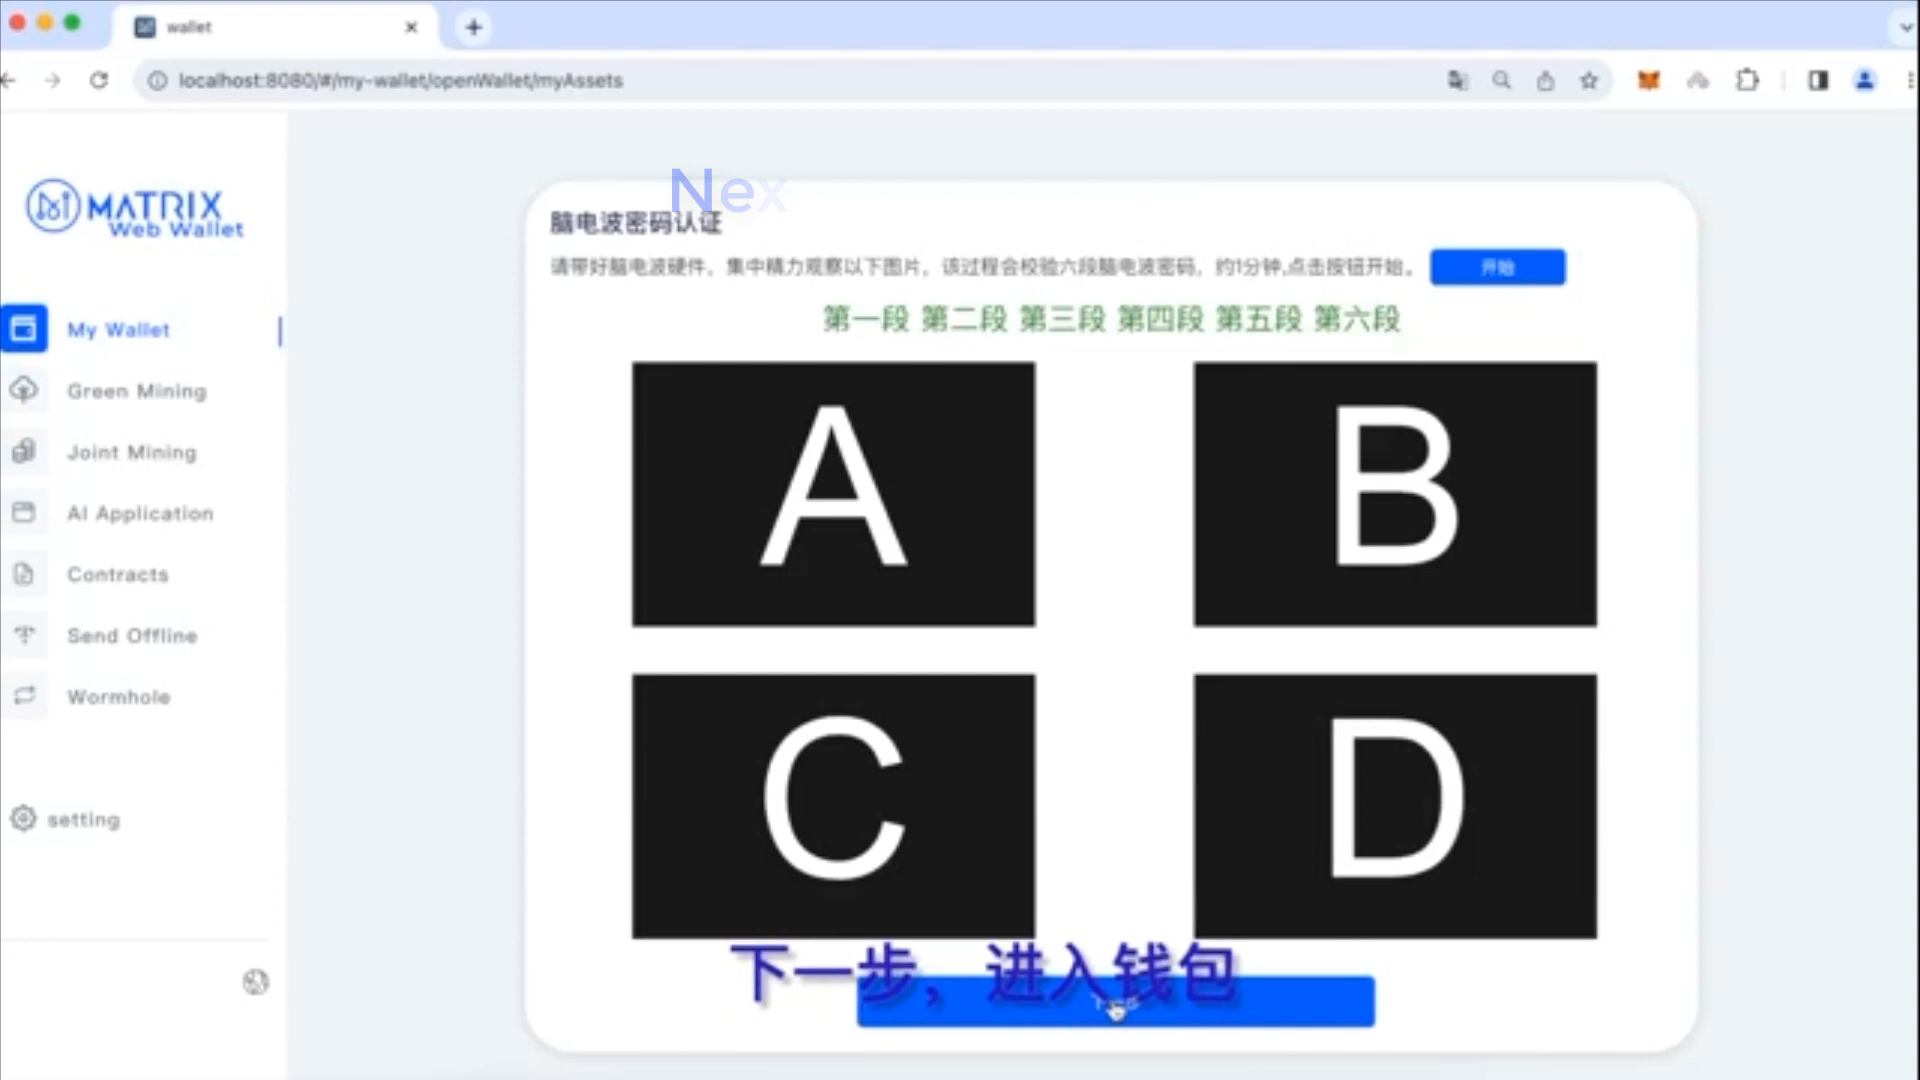 wallet
localhost:8080/#/my-wallet/openWallet/myAssets
MATRIX
Web Wallet
My Wallet
Green Mining
Joint Mining
AI Application
Contracts
Send Offline
Wormhole
setting
Nex
脑电波密码认证
请带好脑电波硬件，集中精力观察以下图片，该过程会校验六段脑电波密码，约1分钟,点击按钮开始。 开始
第一段 第二段 第三段 第四段 第五段 第六段
A B
C D
下一步，进入钱包